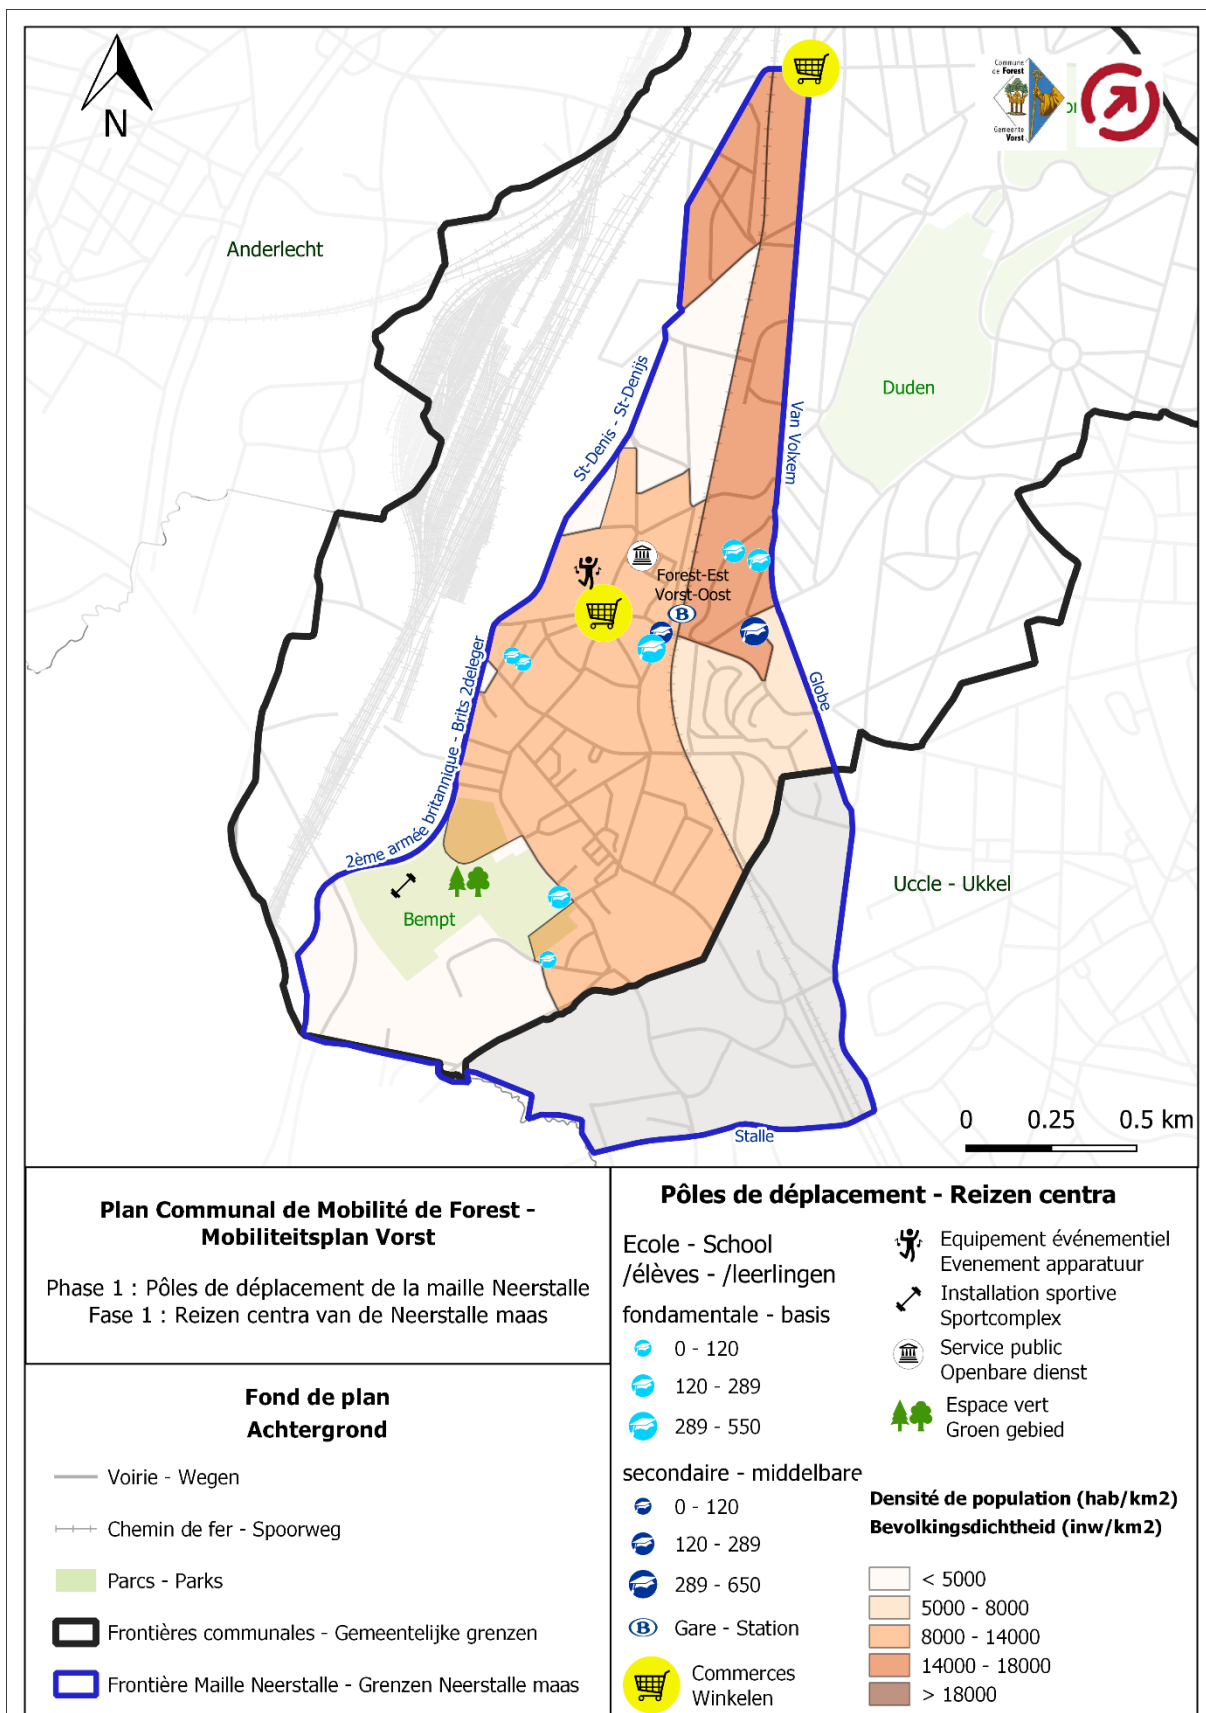 N
Commune
de Forest
Gemeente
Vorst
Anderlecht
Duden
St-Denis - St-Denijs
Van Volxem
Forest-Est
Vorst-Oost
B
Globe
2ème armée britannique - Brits 2deleger
Bempt
Uccle - Ukkel
Stalle
0 0.25 0.5 km
Plan Communal de Mobilité de Forest -
Mobiliteitsplan Vorst
Phase 1 : Pôles de déplacement de la maille Neerstalle
Fase 1 : Reizen centra van de Neerstalle maas
Fond de plan
Achtergrond
Voirie - Wegen
Chemin de fer - Spoorweg
Parcs - Parks
Frontières communales - Gemeentelijke grenzen
Frontière Maille Neerstalle - Grenzen Neerstalle maas
Pôles de déplacement - Reizen centra
Ecole - School
/élèves - /leerlingen
fondamentale - basis
0 - 120
120 - 289
289 - 550
secondaire - middelbare
0 - 120
120 - 289
289 - 650
B Gare - Station
Commerces
Winkelen
Equipement événementiel
Evenement apparatuur
Installation sportive
Sportcomplex
Service public
Openbare dienst
Espace vert
Groen gebied
Densité de population (hab/km2)
Bevolkingsdichtheid (inw/km2)
< 5000
5000 - 8000
8000 - 14000
14000 - 18000
> 18000